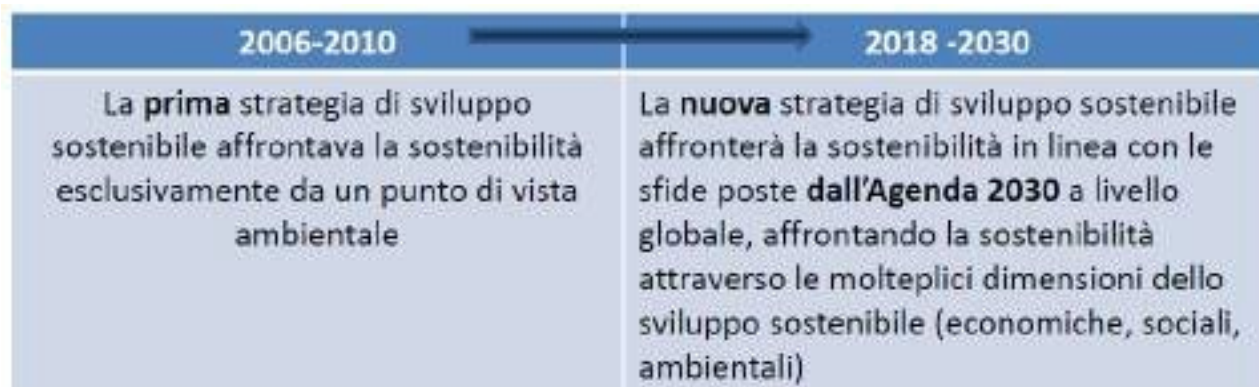 2006-2010
2018 -2030
La prima strategia di sviluppo
sostenibile affrontava la sostenibilità
esclusivamente da un punto di vista
ambientale
La nuova strategia di sviluppo sostenibile
affronterà la sostenibilità in linea con le
sfide poste dall'Agenda 2030 a livello
globale, affrontando la sostenibilità
attraverso le molteplici dimensioni dello
sviluppo sostenibile (economiche, sociali,
ambientali)